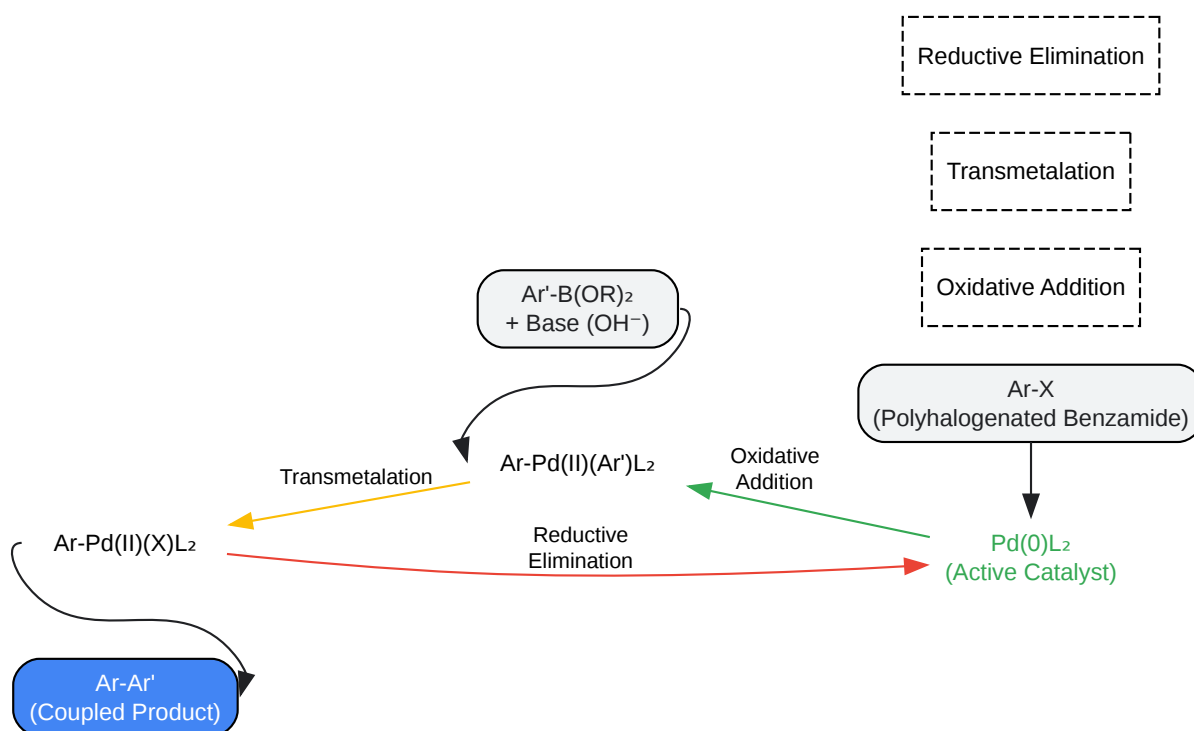 Reductive Elimination
Transmetalation
Oxidative Addition
Ar'-B(OR)₂
+ Base (OH⁻)
Ar-X
(Polyhalogenated Benzamide)
Oxidative
Addition
Ar-Pd(II)(Ar')L₂
Transmetalation
Ar-Pd(II)(X)L₂
Reductive
Elimination
Pd(0)L₂
(Active Catalyst)
Ar-Ar'
(Coupled Product)